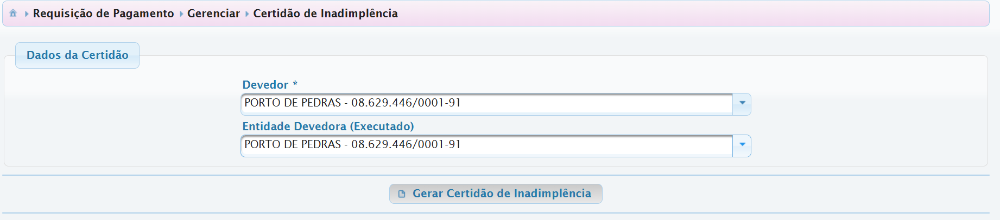 Requisição de Pagamento Gerenciar Certidão de Inadimplência
Dados da Certidão
Devedor *
PORTO DE PEDRAS - 08.629.446/0001-91
Entidade Devedora (Executado)
PORTO DE PEDRAS - 08.629.446/0001-91
Gerar Certidão de Inadimplência